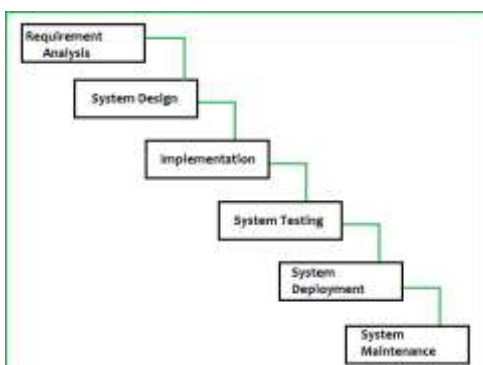 Requirement
Analysis
System Design
Implementation
System Testing
System
Deployment
System
Maintenance